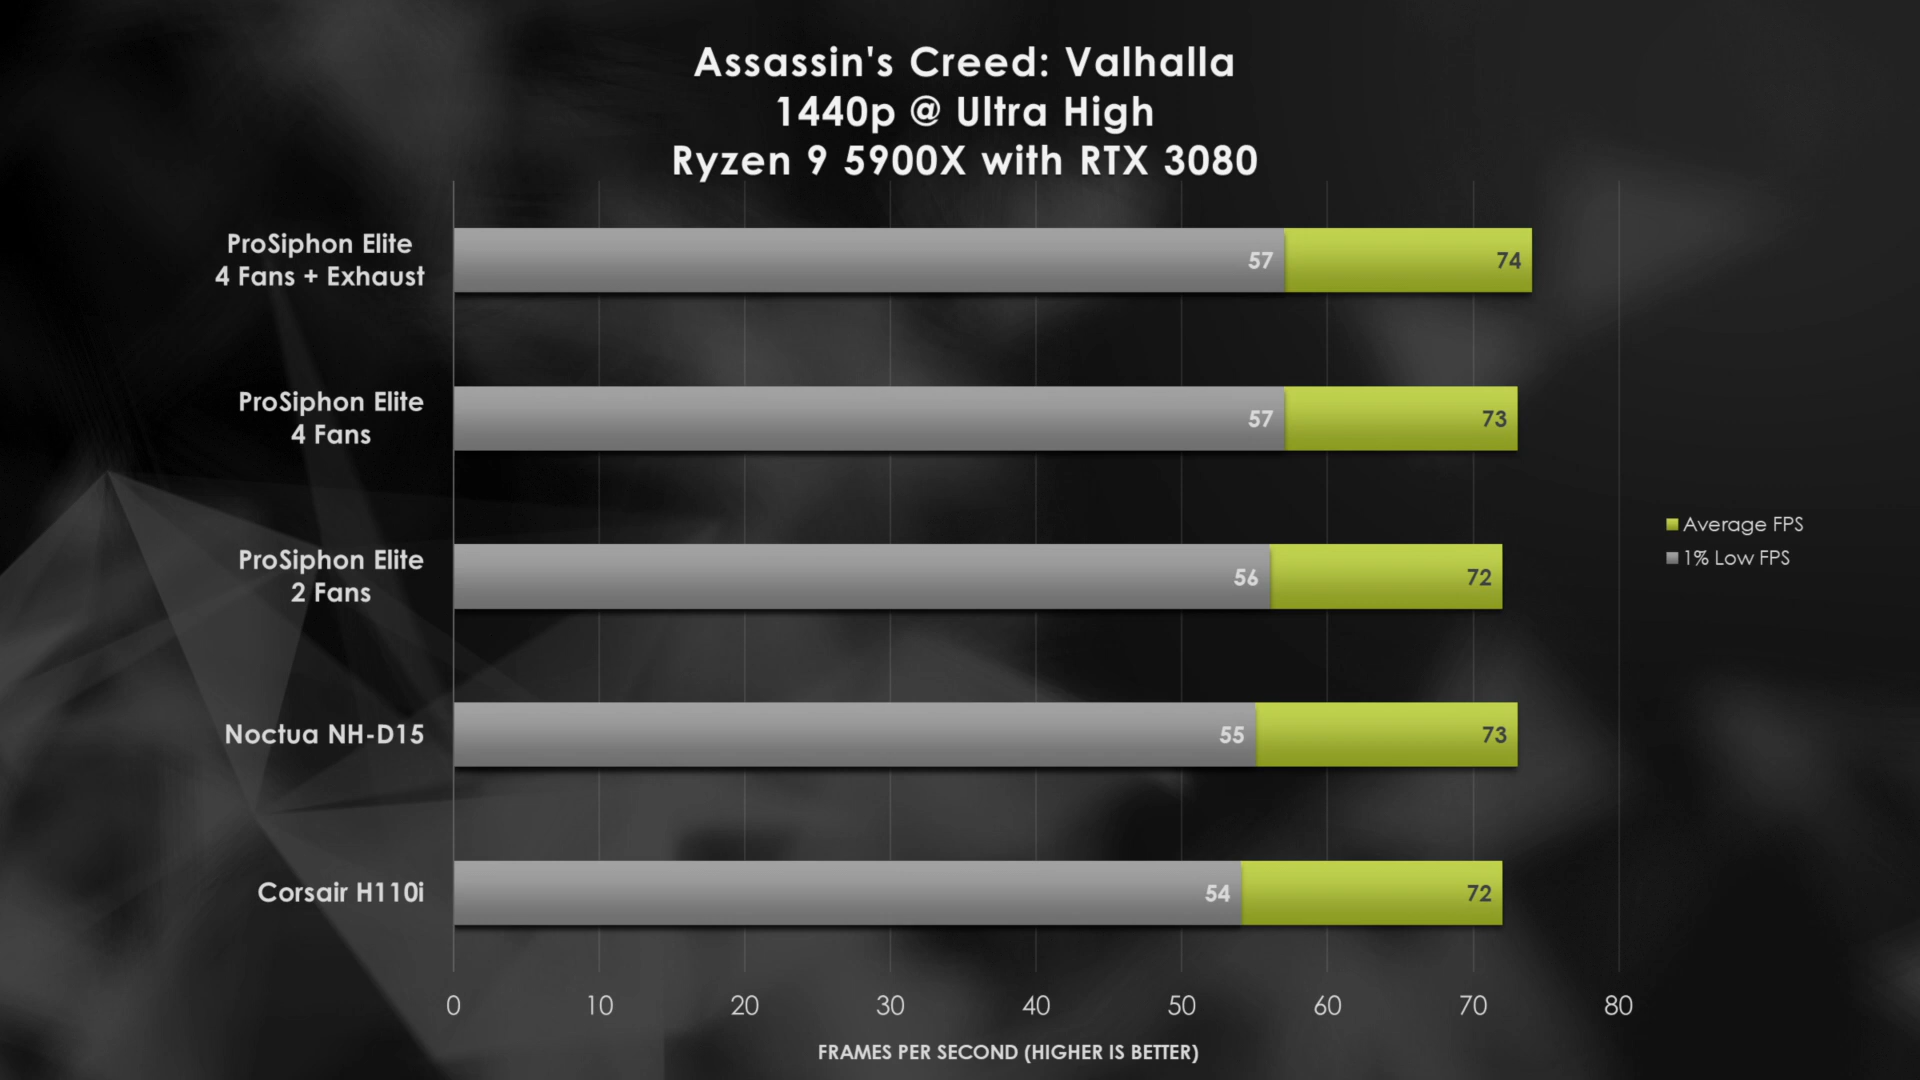 Assassin's Creed: Valhalla
1440p @ Ultra High
Ryzen 9 5900X with RTX 3080
ProSiphon Elite
4 Fans + Exhaust
57
74
ProSiphon Elite
4 Fans
57
73
ProSiphon Elite
2 Fans
56
72
Noctua NH-D15
55
73
Corsair H110i
54
72
Average FPS
1% Low FPS
0 10 20 30 40 50 60 70 80
FRAMES PER SECOND (HIGHER IS BETTER)